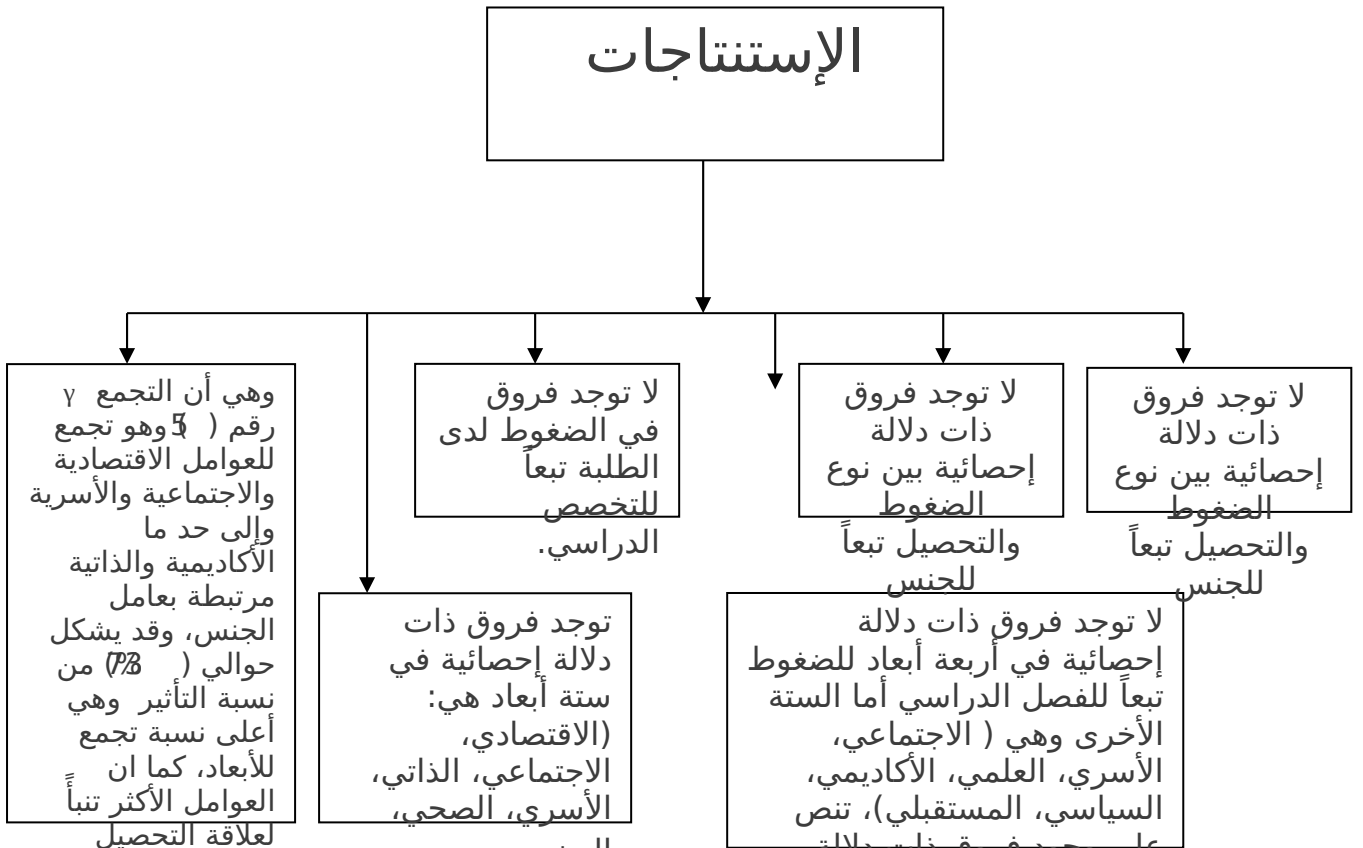 الإستنتاجات
لا توجد فروق
ذات دلالة
إحصائية بين نوع
الضغوط
والتحصيل تبعاً
للجنس
لا توجد فروق
ذات دلالة
إحصائية بين نوع
الضغوط
والتحصيل تبعاً
للجنس
لا توجد فروق
في الضغوط لدى
الطلبة تبعاً
للتخصص
الدراسي.
وهي أن التجمع γ
رقم (5) وهو تجمع
للعوامل الاقتصادية
والاجتماعية والأسرية
وإلى حد ما
الأكاديمية والذاتية
مرتبطة بعامل
الجنس، وقد يشكل
حوالي ( ) من
نسبة التأثير وهي
أعلى نسبة تجمع
للأبعاد، كما ان
العوامل الأكثر تنبأً
لعلاقة التحصيل
لا توجد فروق ذات دلالة
إحصائية في أربعة أبعاد للضغوط
تبعاً للفصل الدراسي أما الستة
الأخرى وهي ( الاجتماعي،
الأسري، العلمي، الأكاديمي،
السياسي، المستقبلي)، تنص
على وجود فروق ذات دلالة
توجد فروق ذات
دلالة إحصائية في
ستة أبعاد هي:
(الاقتصادي،
الاجتماعي، الذاتي،
الأسري، الصحي،